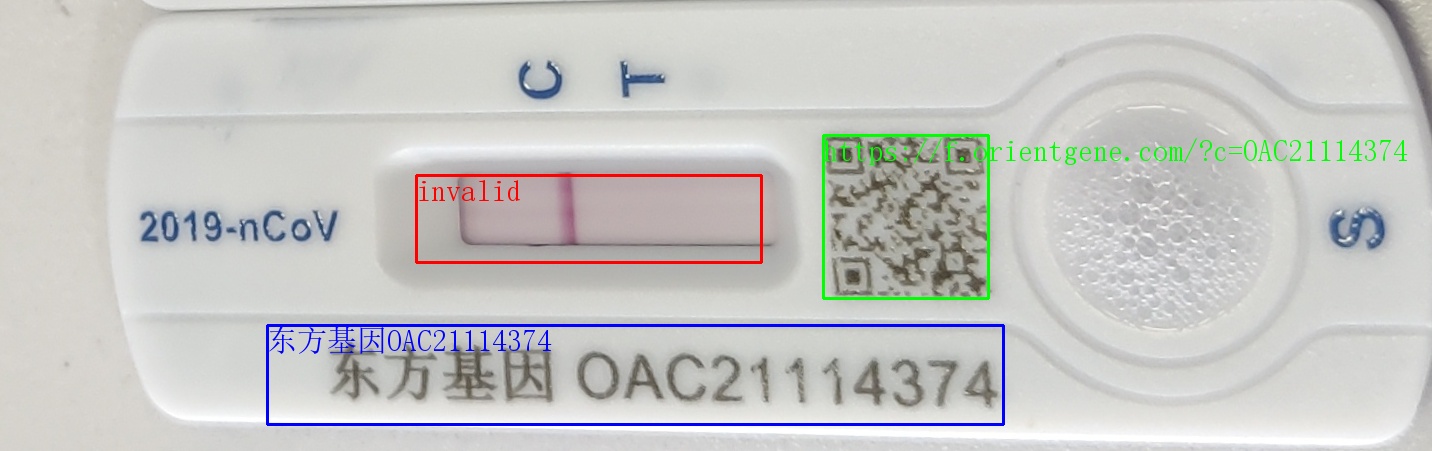 C T
https://f.orientgene.com/?c=OAC21114374
invalid
2019-nCoV
S
东方基因OAC21114374
东方基因 OAC21114374